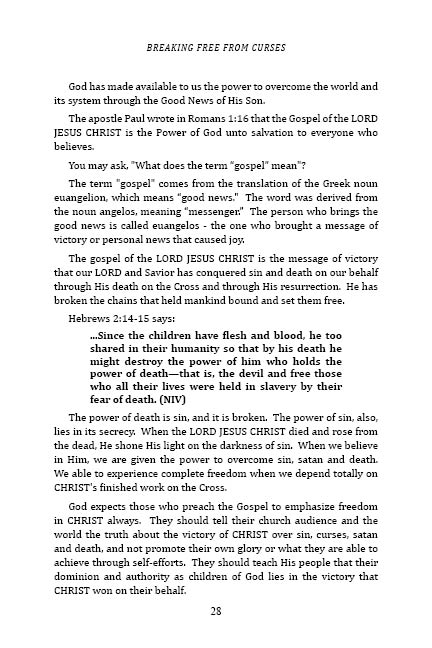 BREAKING FREE FROM CURSES
God has made available to us the power to overcome the world and
its system through the Good News of His Son.
The apostle Paul wrote in Romans 1:16 that the Gospel of the LORD
JESUS CHRIST is the Power of God unto salvation to everyone who
believes.
You may ask, "What does the term “gospel” mean"?
The term "gospel" comes from the translation of the Greek noun
euangelion, which means “good news.” The word was derived from
the noun angelos, meaning “messenger.” The person who brings the
good news is called euangelos - the one who brought a message of
victory or personal news that caused joy.
The gospel of the LORD JESUS CHRIST is the message of victory
that our LORD and Savior has conquered sin and death on our behalf
through His death on the Cross and through His resurrection. He has
broken the chains that held mankind bound and set them free.
Hebrews 2:14-15 says:
...Since the children have flesh and blood, he too
shared in their humanity so that by his death he
might destroy the power of him who holds the
power of death—that is, the devil and free those
who all their lives were held in slavery by their
fear of death. (NIV)
The power of death is sin, and it is broken. The power of sin, also,
lies in its secrecy. When the LORD JESUS CHRIST died and rose from
the dead, He shone His light on the darkness of sin. When we believe
in Him, we are given the power to overcome sin, satan and death.
We able to experience complete freedom when we depend totally on
CHRIST's finished work on the Cross.
God expects those who preach the Gospel to emphasize freedom
in CHRIST always. They should tell their church audience and the
world the truth about the victory of CHRIST over sin, curses, satan
and death, and not promote their own glory or what they are able to
achieve through self-efforts. They should teach His people that their
dominion and authority as children of God lies in the victory that
CHRIST won on their behalf.
28